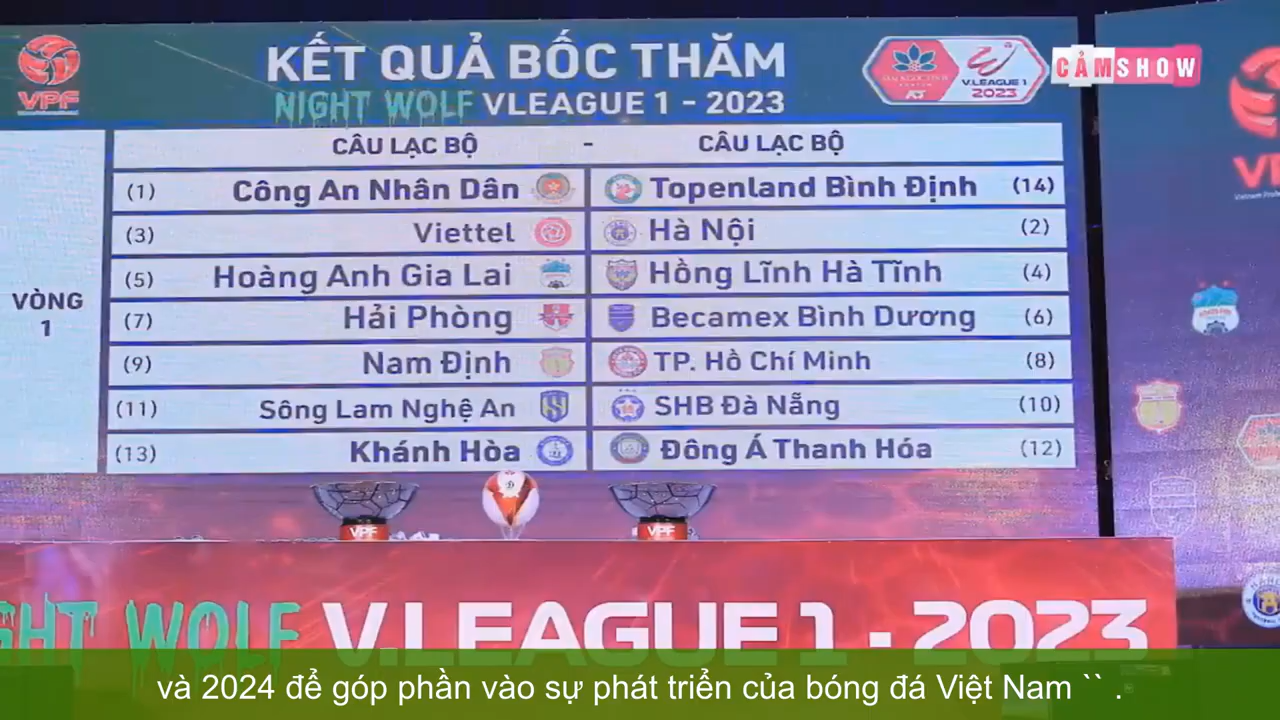 VPF
KẾT QUẢ BỐC THĂM
NIGHT WOLF VLEAGUE 1 - 2023
V.LEAGUE 1
2023
CẢMSHOW
CÂU LẠC BỘ - CÂU LẠC BỘ
VÒNG
1
(1) Công An Nhân Dân Topenland Bình Định (14)
(3) Viettel Hà Nội (2)
(5) Hoàng Anh Gia Lai Hồng Lĩnh Hà Tĩnh (4)
(7) Hải Phòng Becamex Bình Dương (6)
(9) Nam Định TP. Hồ Chí Minh (8)
(11) Sông Lam Nghệ An SHB Đà Nẵng (10)
(13) Khánh Hòa Đông Á Thanh Hóa (12)
VPF VPF
GHT WOLF V.LEAGUE 1 - 2023
và 2024 để góp phần vào sự phát triển của bóng đá Việt Nam `` .